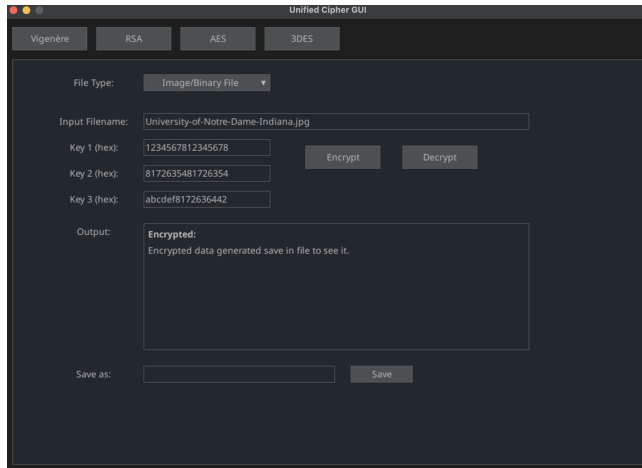 Unified Cipher GUI
Vigenère RSA AES 3DES
File Type: Image/Binary File
Input Filename: University-of-Notre-Dame-Indiana.jpg
Key 1 (hex): 1234567812345678
Encrypt Decrypt
Key 2 (hex): 8172635481726354
Key 3 (hex): abcdef8172636442
Output: Encrypted:
Encrypted data generated save in file to see it.
Save as: Save